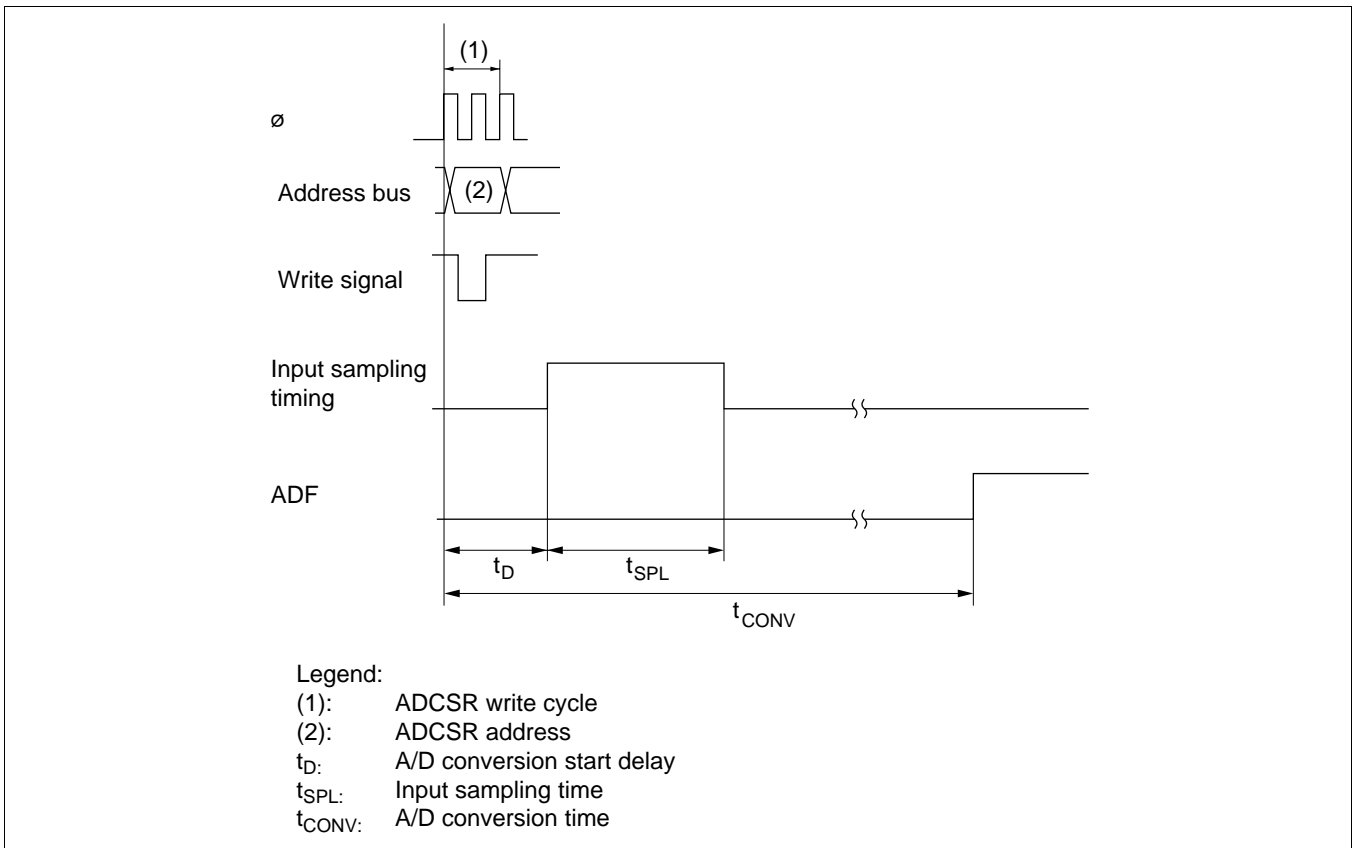 (1)
ø
Address bus
(2)
Write signal
Input sampling
timing
ADF
tD
tSPL
tCONV
Legend:
(1): ADCSR write cycle
(2): ADCSR address
tD: A/D conversion start delay
tSPL: Input sampling time
tCONV: A/D conversion time